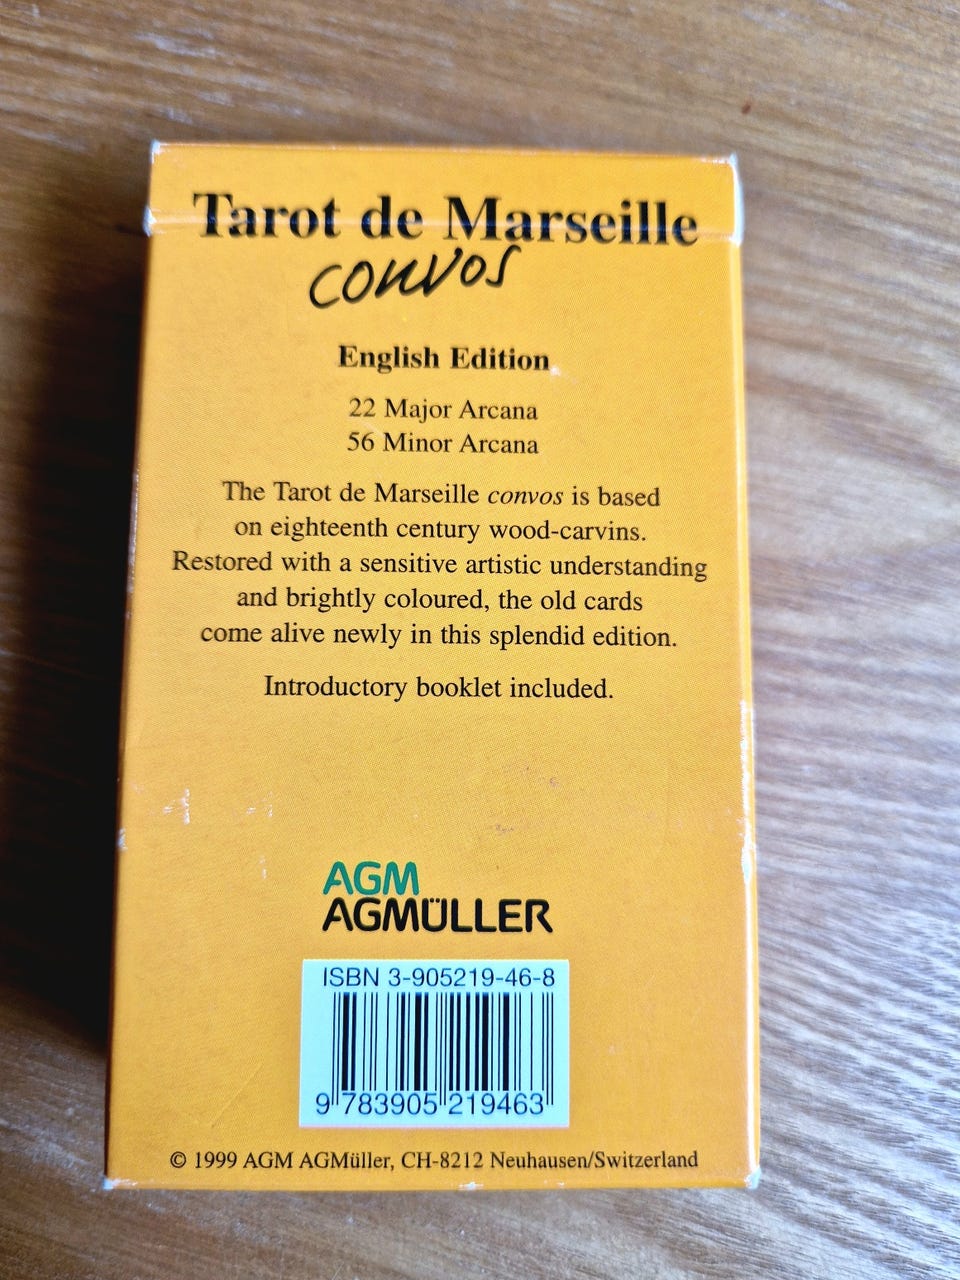 Tarot de Marseille
convos
English Edition
22 Major Arcana
56 Minor Arcana
The Tarot de Marseille convos is based
on eighteenth century wood-carvins.
Restored with a sensitive artistic understanding
and brightly coloured, the old cards
come alive newly in this splendid edition.
Introductory booklet included.
AGM
AGMÜLLER
ISBN 3-905219-46-8
9 783905 219463
© 1999 AGM AGMüller, CH-8212 Neuhausen/Switzerland